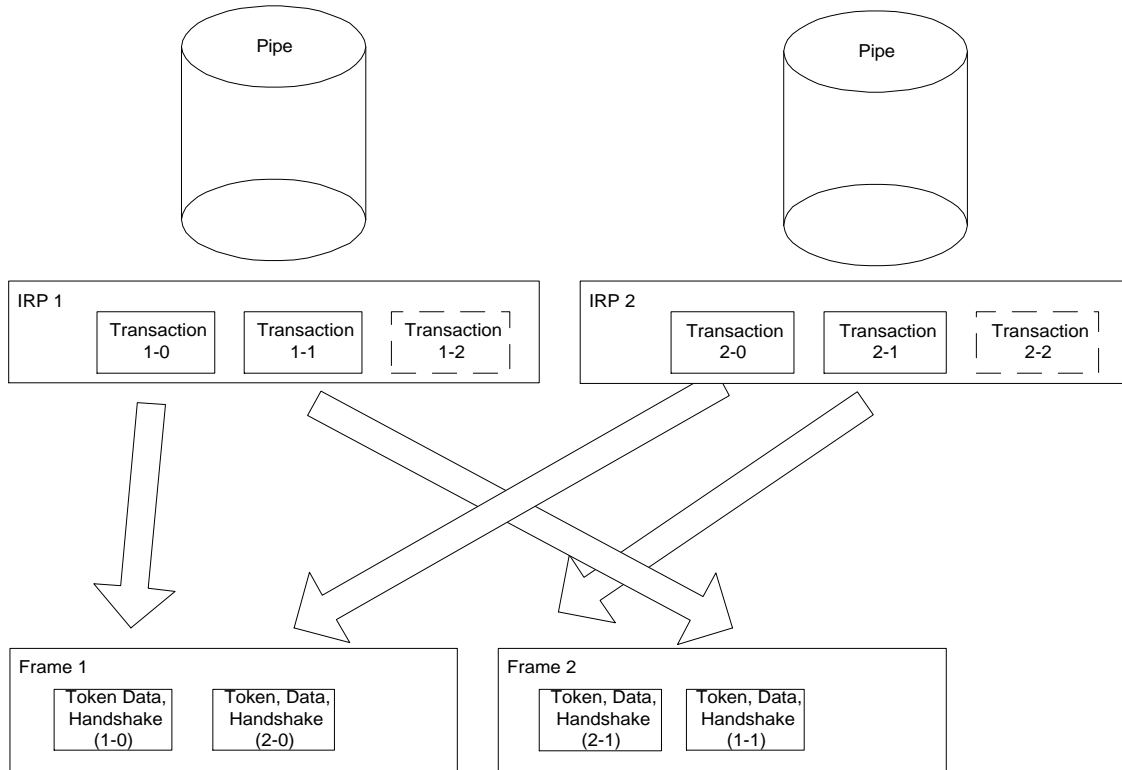 Pipe
Pipe
IRP 1
Transaction
1-0
Transaction
1-1
Transaction
1-2
IRP 2
Transaction
2-0
Transaction
2-1
Transaction
2-2
Frame 1
Token Data,
Handshake
(1-0)
Token, Data,
Handshake
(2-0)
Frame 2
Token, Data,
Handshake
(2-1)
Token, Data,
Handshake
(1-1)